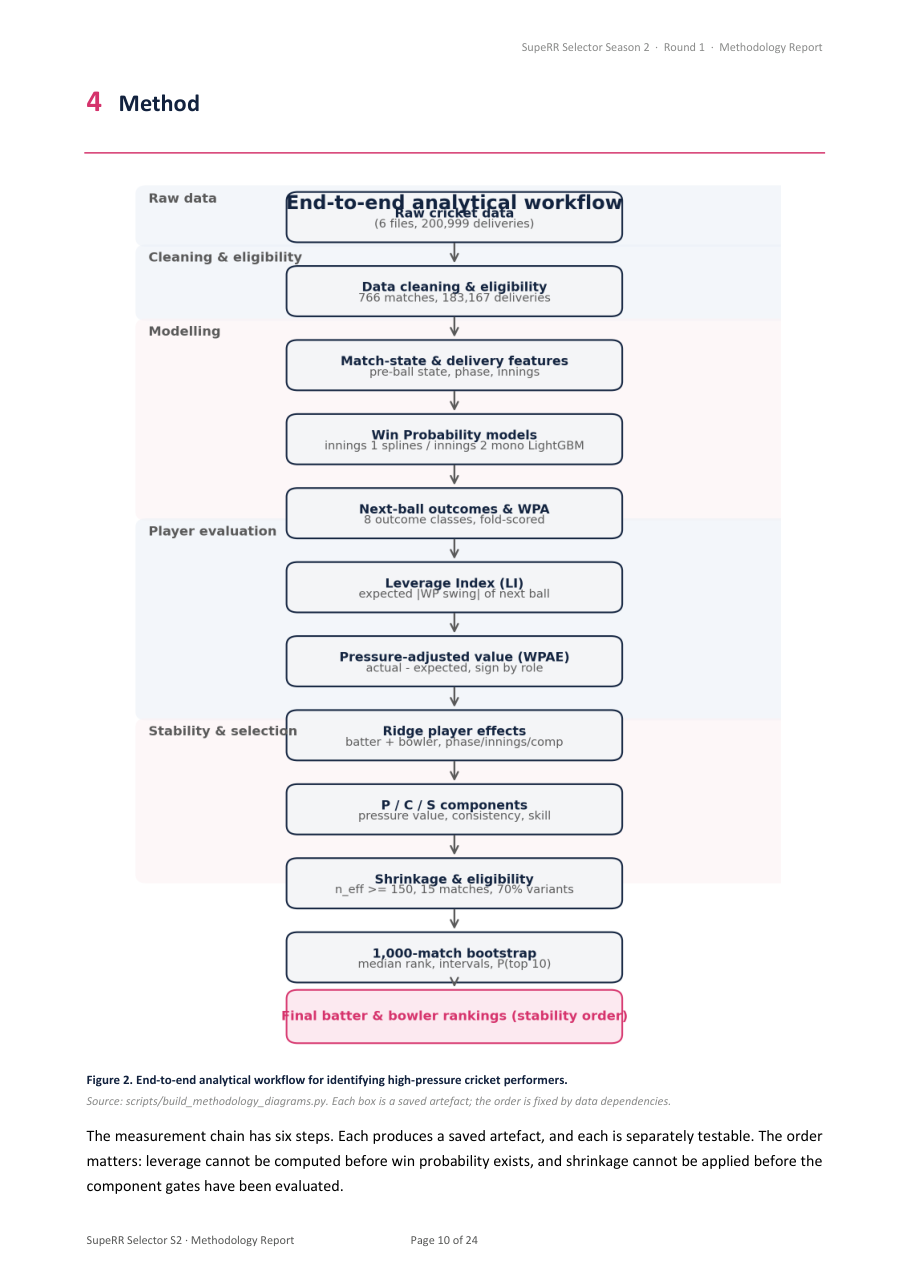 SupeRR Selector Season 2 · Round 1 · Methodology Report
4 Method
Raw data
End-to-end analytical workflow
Raw cricket data
(6 files, 200,999 deliveries)
Cleaning & eligibility
Data cleaning & eligibility
766 matches, 183,167 deliveries
Modelling
Match-state & delivery features
pre-ball state, phase, innings
Win Probability models
innings 1 splines / innings 2 mono LightGBM
Next-ball outcomes & WPA
8 outcome classes, fold-scored
Player evaluation
Leverage Index (LI)
expected |WP swing| of next ball
Pressure-adjusted value (WPAE)
actual - expected, sign by role
Stability & selection
Ridge player effects
batter + bowler, phase/innings/comp
P / C / S components
pressure value, consistency, skill
Shrinkage & eligibility
n_eff >= 150, 15 matches, 70% variants
1,000-match bootstrap
median rank, intervals, P(top 10)
Final batter & bowler rankings (stability order)
Figure 2. End-to-end analytical workflow for identifying high-pressure cricket performers.
Source: scripts/build_methodology_diagrams.py. Each box is a saved artefact; the order is fixed by data dependencies.
The measurement chain has six steps. Each produces a saved artefact, and each is separately testable. The order
matters: leverage cannot be computed before win probability exists, and shrinkage cannot be applied before the
component gates have been evaluated.
SupeRR Selector S2 · Methodology Report
Page 10 of 24